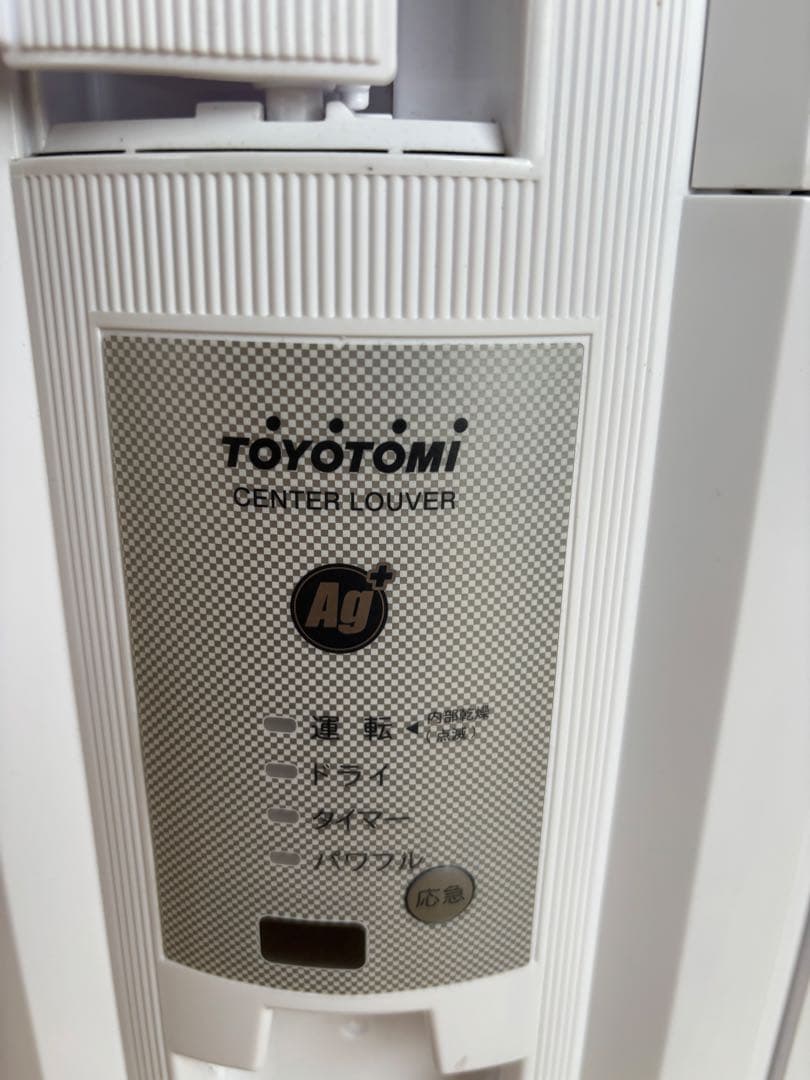 TOYOTOMI
CENTER LOUVER
Ag+
運転 ◀ 内部乾燥
(点滅)
ドライ
タイマー
パワフル
応急